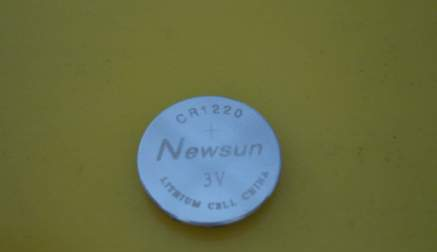 CR1220
+
Newsun
3V
LITHIUM CELL CHINA